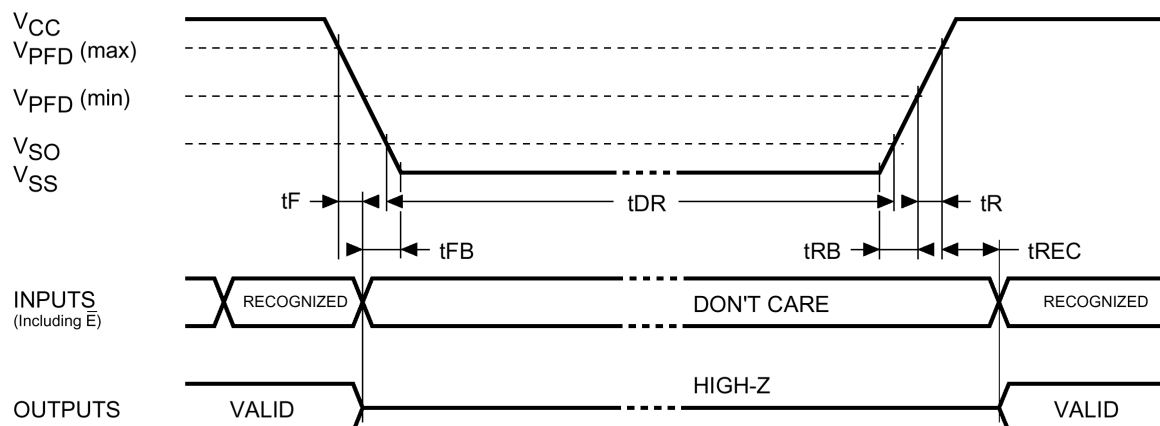 VCC
VPFD (max)
VPFD (min)
VSO
VSS
tF
tDR
tR
tFB
tRB
tREC
INPUTS
RECOGNIZED
DON'T CARE
RECOGNIZED
(Including E̅)
HIGH-Z
OUTPUTS
VALID
VALID